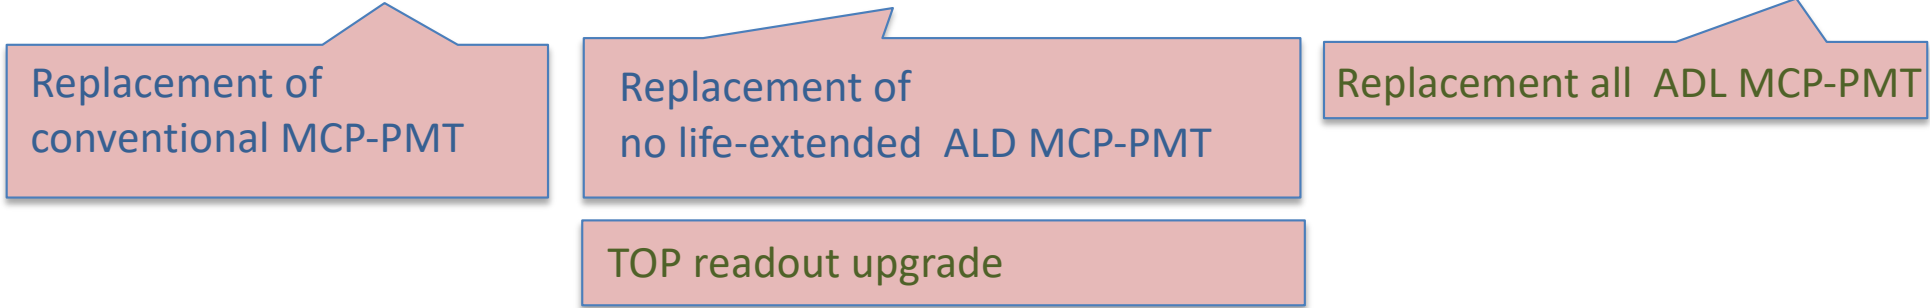 Replacement of
conventional MCP-PMT
Replacement of
no life-extended  ALD MCP-PMT
Replacement all  ADL MCP-PMT
TOP readout upgrade